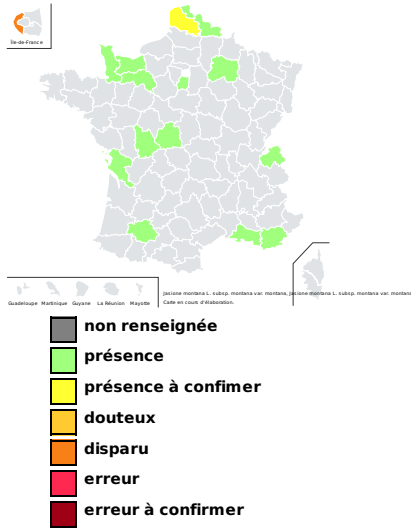 Île-de-France
Guadeloupe Martinique Guyane La Réunion Mayotte
Jasione montana L. subsp. montana var. montana, Jasione montana L. subsp. montana var. montana
Carte en cours d'élaboration.
non renseignée
présence
présence à confimer
douteux
disparu
erreur
erreur à confirmer